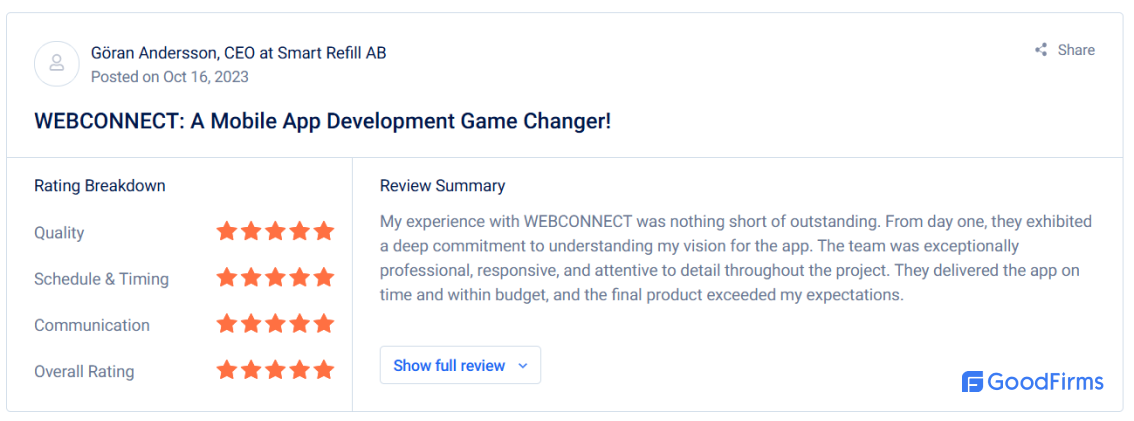 Göran Andersson, CEO at Smart Refill AB
Posted on Oct 16, 2023
Share
WEBCONNECT: A Mobile App Development Game Changer!
Rating Breakdown
Quality
Schedule & Timing
Communication
Overall Rating
Review Summary
My experience with WEBCONNECT was nothing short of outstanding. From day one, they exhibited
a deep commitment to understanding my vision for the app. The team was exceptionally
professional, responsive, and attentive to detail throughout the project. They delivered the app on
time and within budget, and the final product exceeded my expectations.
Show full review
GoodFirms